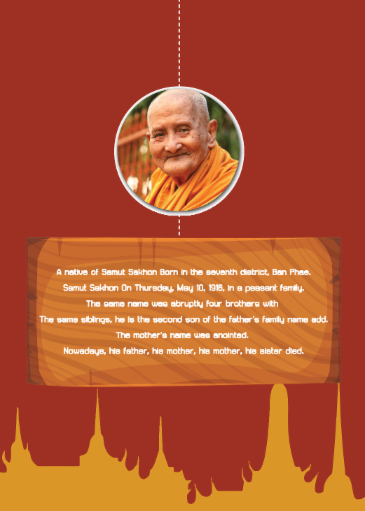 A native of Samut Sakhon Born in the seventh district, Ban Phae.
Samut Sakhon On Thursday, May 10, 1918, in a peasant family.
The same name was abruptly four brothers with
The same siblings, he is the second son of the father's family name add.
The mother's name was anointed.
Nowadays, his father, his mother, his mother, his sister died.